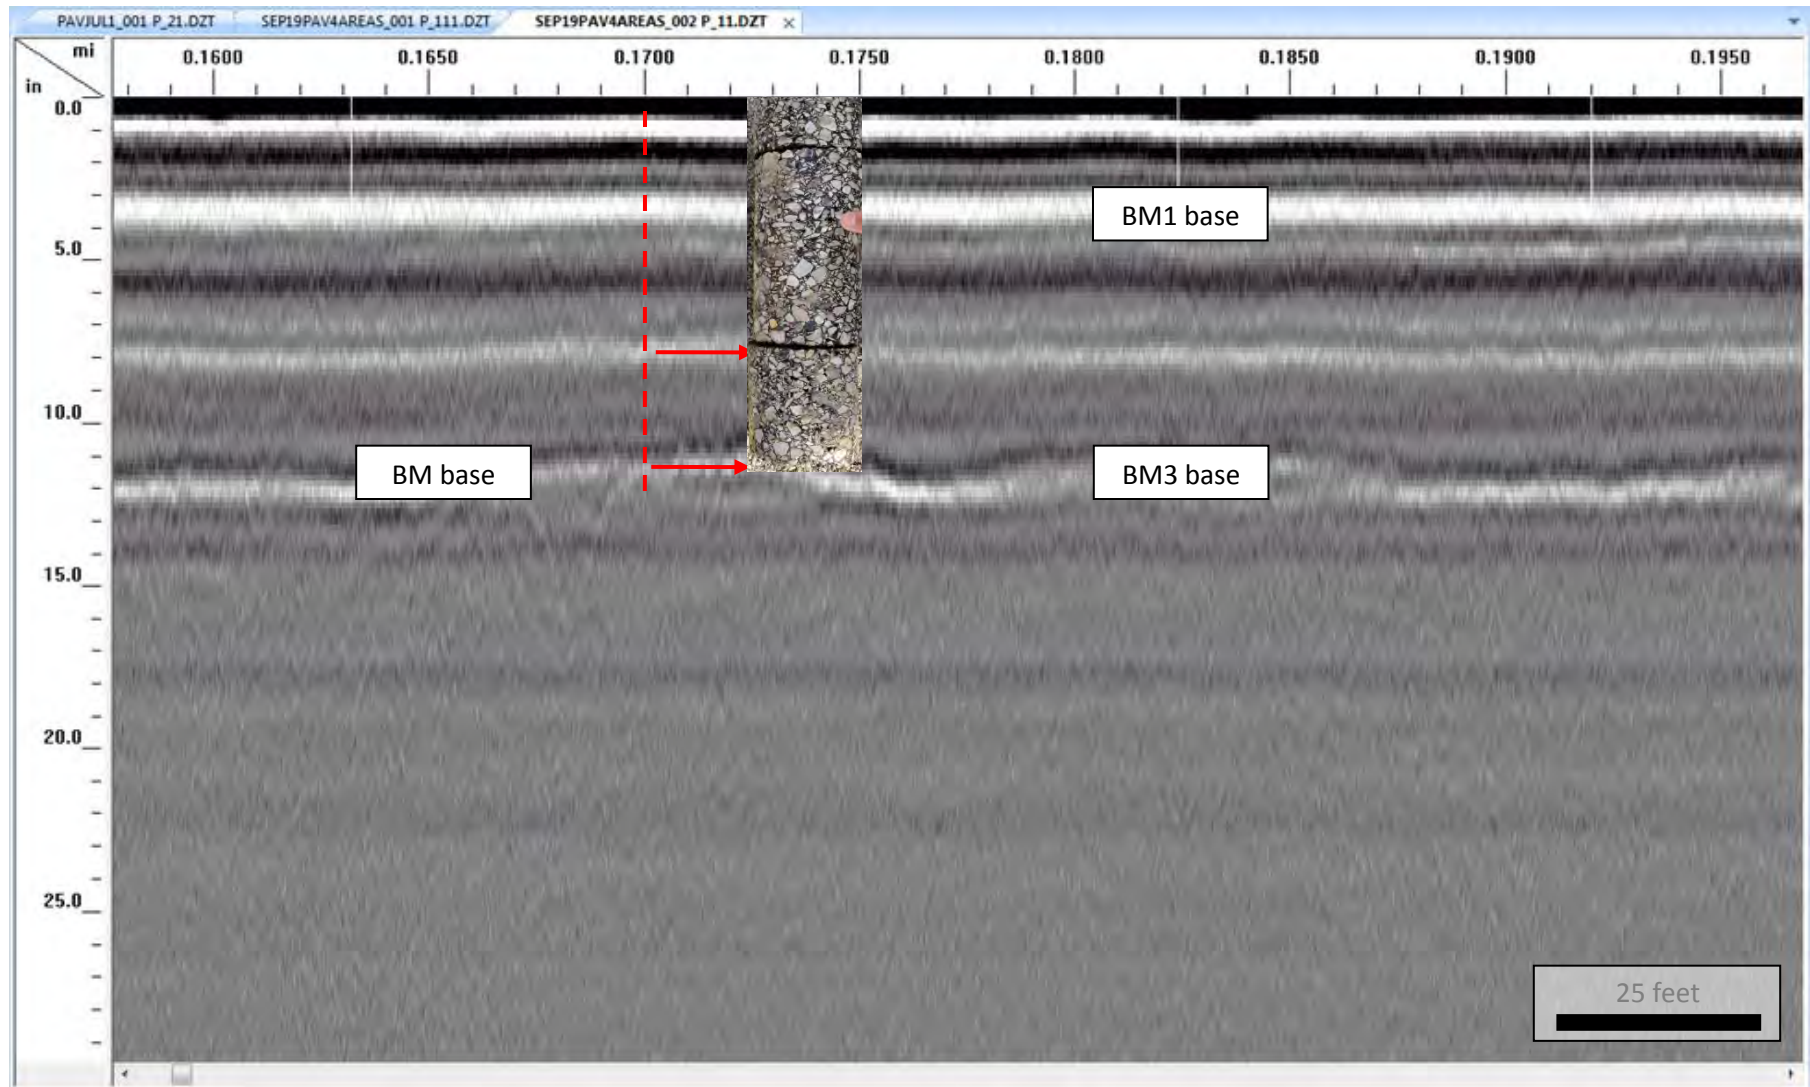 PAVJUL1_001 P_21.DZT SEP19PAV4AREAS_001 P_111.DZT SEP19PAV4AREAS_002 P_11.DZT ×
mi 0.1600 0.1650 0.1700 0.1750 0.1800 0.1850 0.1900 0.1950
in
0.0
BM1 base
5.0
10.0
BM base BM3 base
15.0
20.0
25.0
25 feet